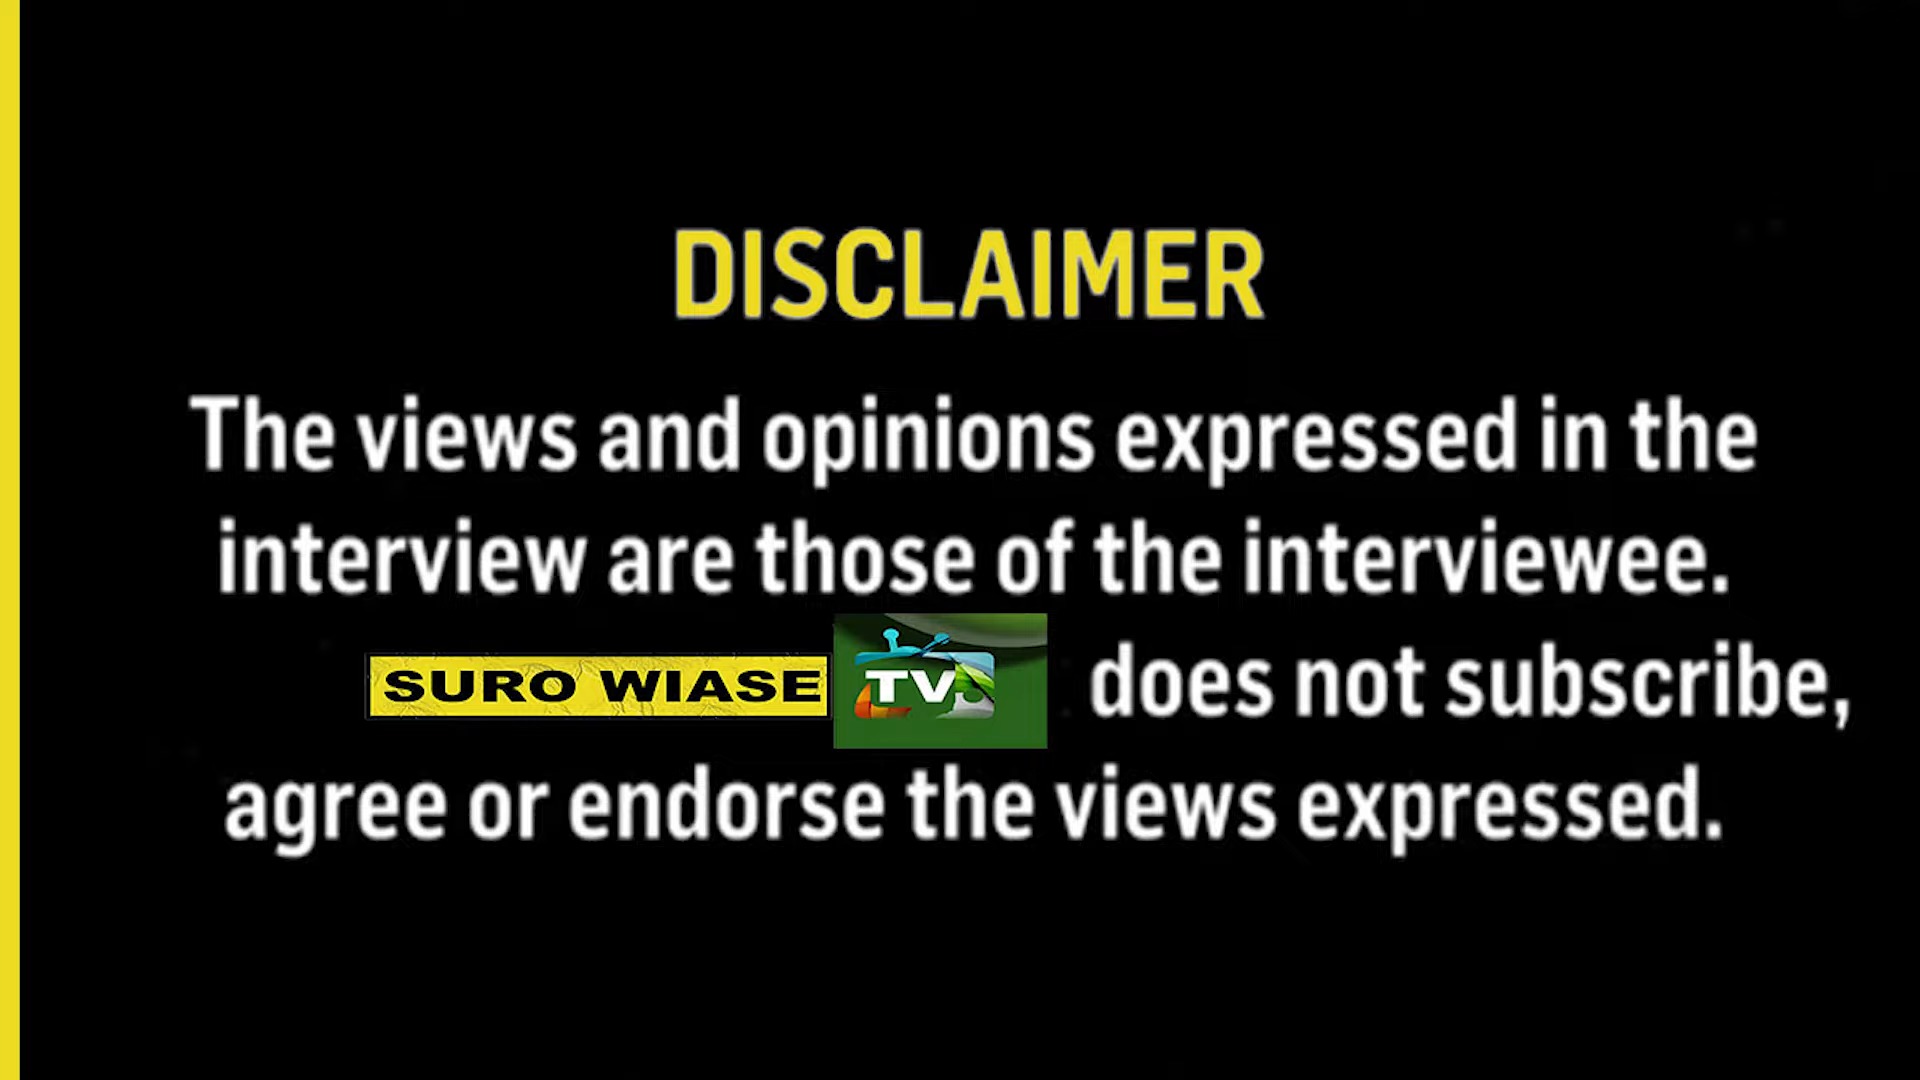 DISCLAIMER
The views and opinions expressed in the
interview are those of the interviewee.
SURO WIASE TV does not subscribe,
agree or endorse the views expressed.